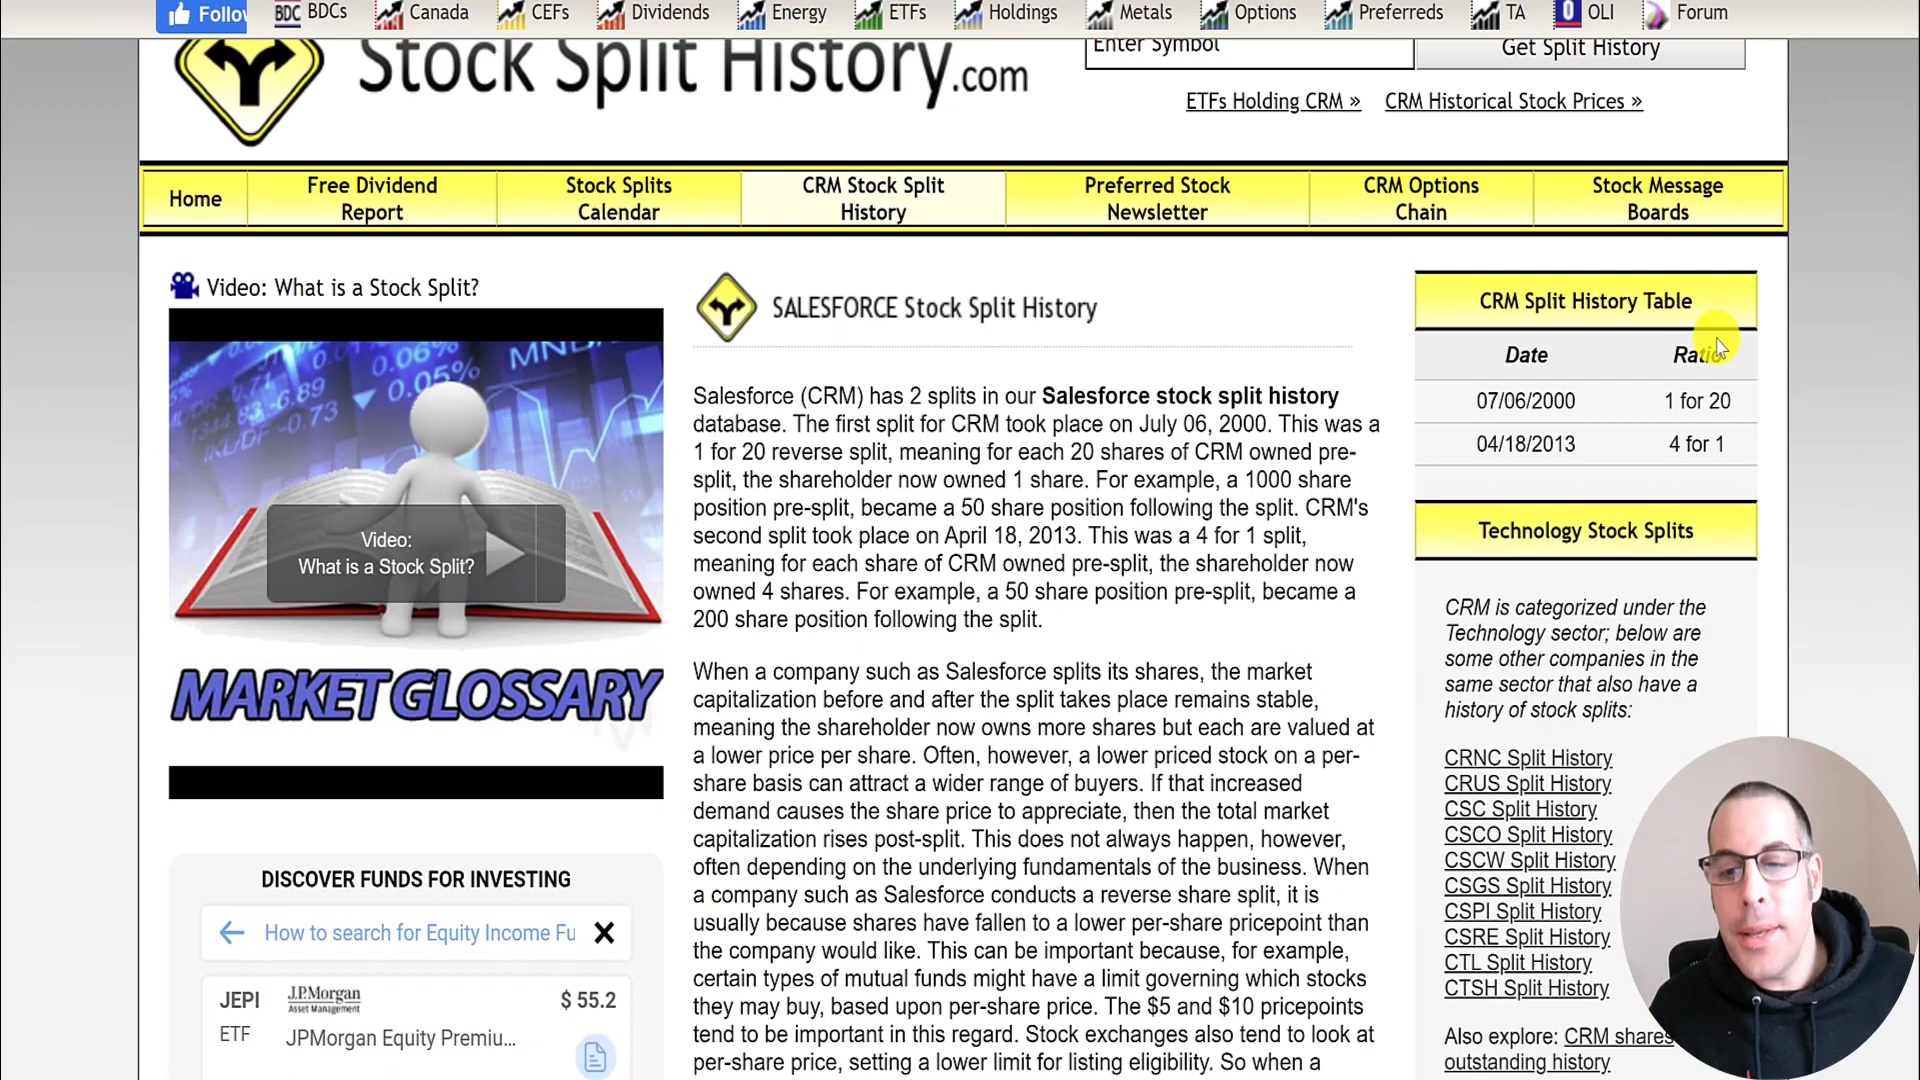 Follow
BDC
BDCs
Canada
CEFs
Dividends
Energy
ETFs
Holdings
Metals
Options
Preferreds
TA
OLI
Forum
Stock Split History.com
Enter Symbol
Get Split History
ETFs Holding CRM »
CRM Historical Stock Prices »
Home
Free Dividend
Report
Stock Splits
Calendar
CRM Stock Split
History
Preferred Stock
Newsletter
CRM Options
Chain
Stock Message
Boards
Video: What is a Stock Split?
Video:
What is a Stock Split?
MARKET GLOSSARY
DISCOVER FUNDS FOR INVESTING
How to search for Equity Income Fu
JEPI
J.P.Morgan
Asset Management
$ 55.2
ETF
JPMorgan Equity Premiu...
SALESFORCE Stock Split History
Salesforce (CRM) has 2 splits in our Salesforce stock split history
database. The first split for CRM took place on July 06, 2000. This was a
1 for 20 reverse split, meaning for each 20 shares of CRM owned pre-
split, the shareholder now owned 1 share. For example, a 1000 share
position pre-split, became a 50 share position following the split. CRM's
second split took place on April 18, 2013. This was a 4 for 1 split,
meaning for each share of CRM owned pre-split, the shareholder now
owned 4 shares. For example, a 50 share position pre-split, became a
200 share position following the split.
When a company such as Salesforce splits its shares, the market
capitalization before and after the split takes place remains stable,
meaning the shareholder now owns more shares but each are valued at
a lower price per share. Often, however, a lower priced stock on a per-
share basis can attract a wider range of buyers. If that increased
demand causes the share price to appreciate, then the total market
capitalization rises post-split. This does not always happen, however,
often depending on the underlying fundamentals of the business. When
a company such as Salesforce conducts a reverse share split, it is
usually because shares have fallen to a lower per-share pricepoint than
the company would like. This can be important because, for example,
certain types of mutual funds might have a limit governing which stocks
they may buy, based upon per-share price. The $5 and $10 pricepoints
tend to be important in this regard. Stock exchanges also tend to look at
per-share price, setting a lower limit for listing eligibility. So when a
CRM Split History Table
Date Ratio
07/06/2000 1 for 20
04/18/2013 4 for 1
Technology Stock Splits
CRM is categorized under the
Technology sector; below are
some other companies in the
same sector that also have a
history of stock splits:
CRNC Split History
CRUS Split History
CSC Split History
CSCO Split History
CSCW Split History
CSGS Split History
CSPI Split History
CSRE Split History
CTL Split History
CTSH Split History
Also explore: CRM shares
outstanding history